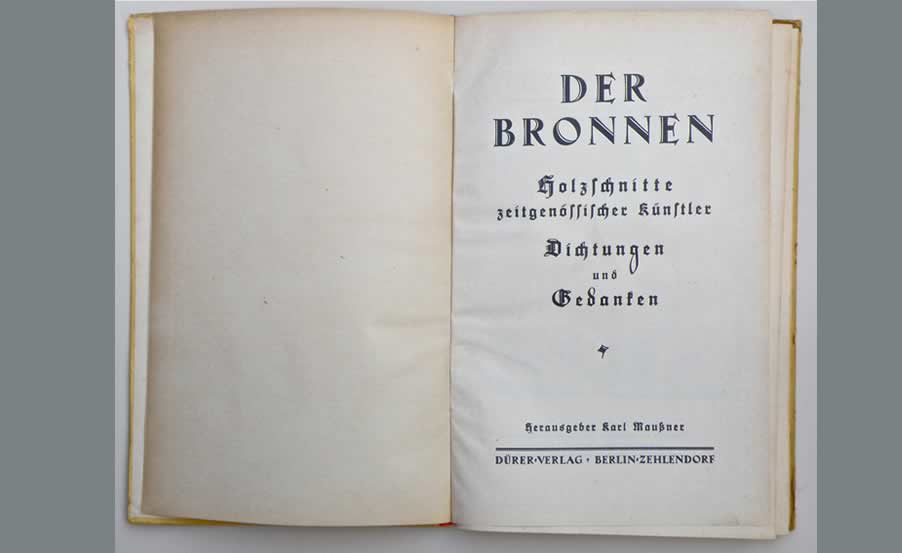 DER
BRONNEN
Holzſchnitte
zeitgenöſſiſcher Künſtler
Dichtungen
und
Gedanken
Herausgeber Karl Maußner
DÜRER·VERLAG · BERLIN·ZEHLENDORF